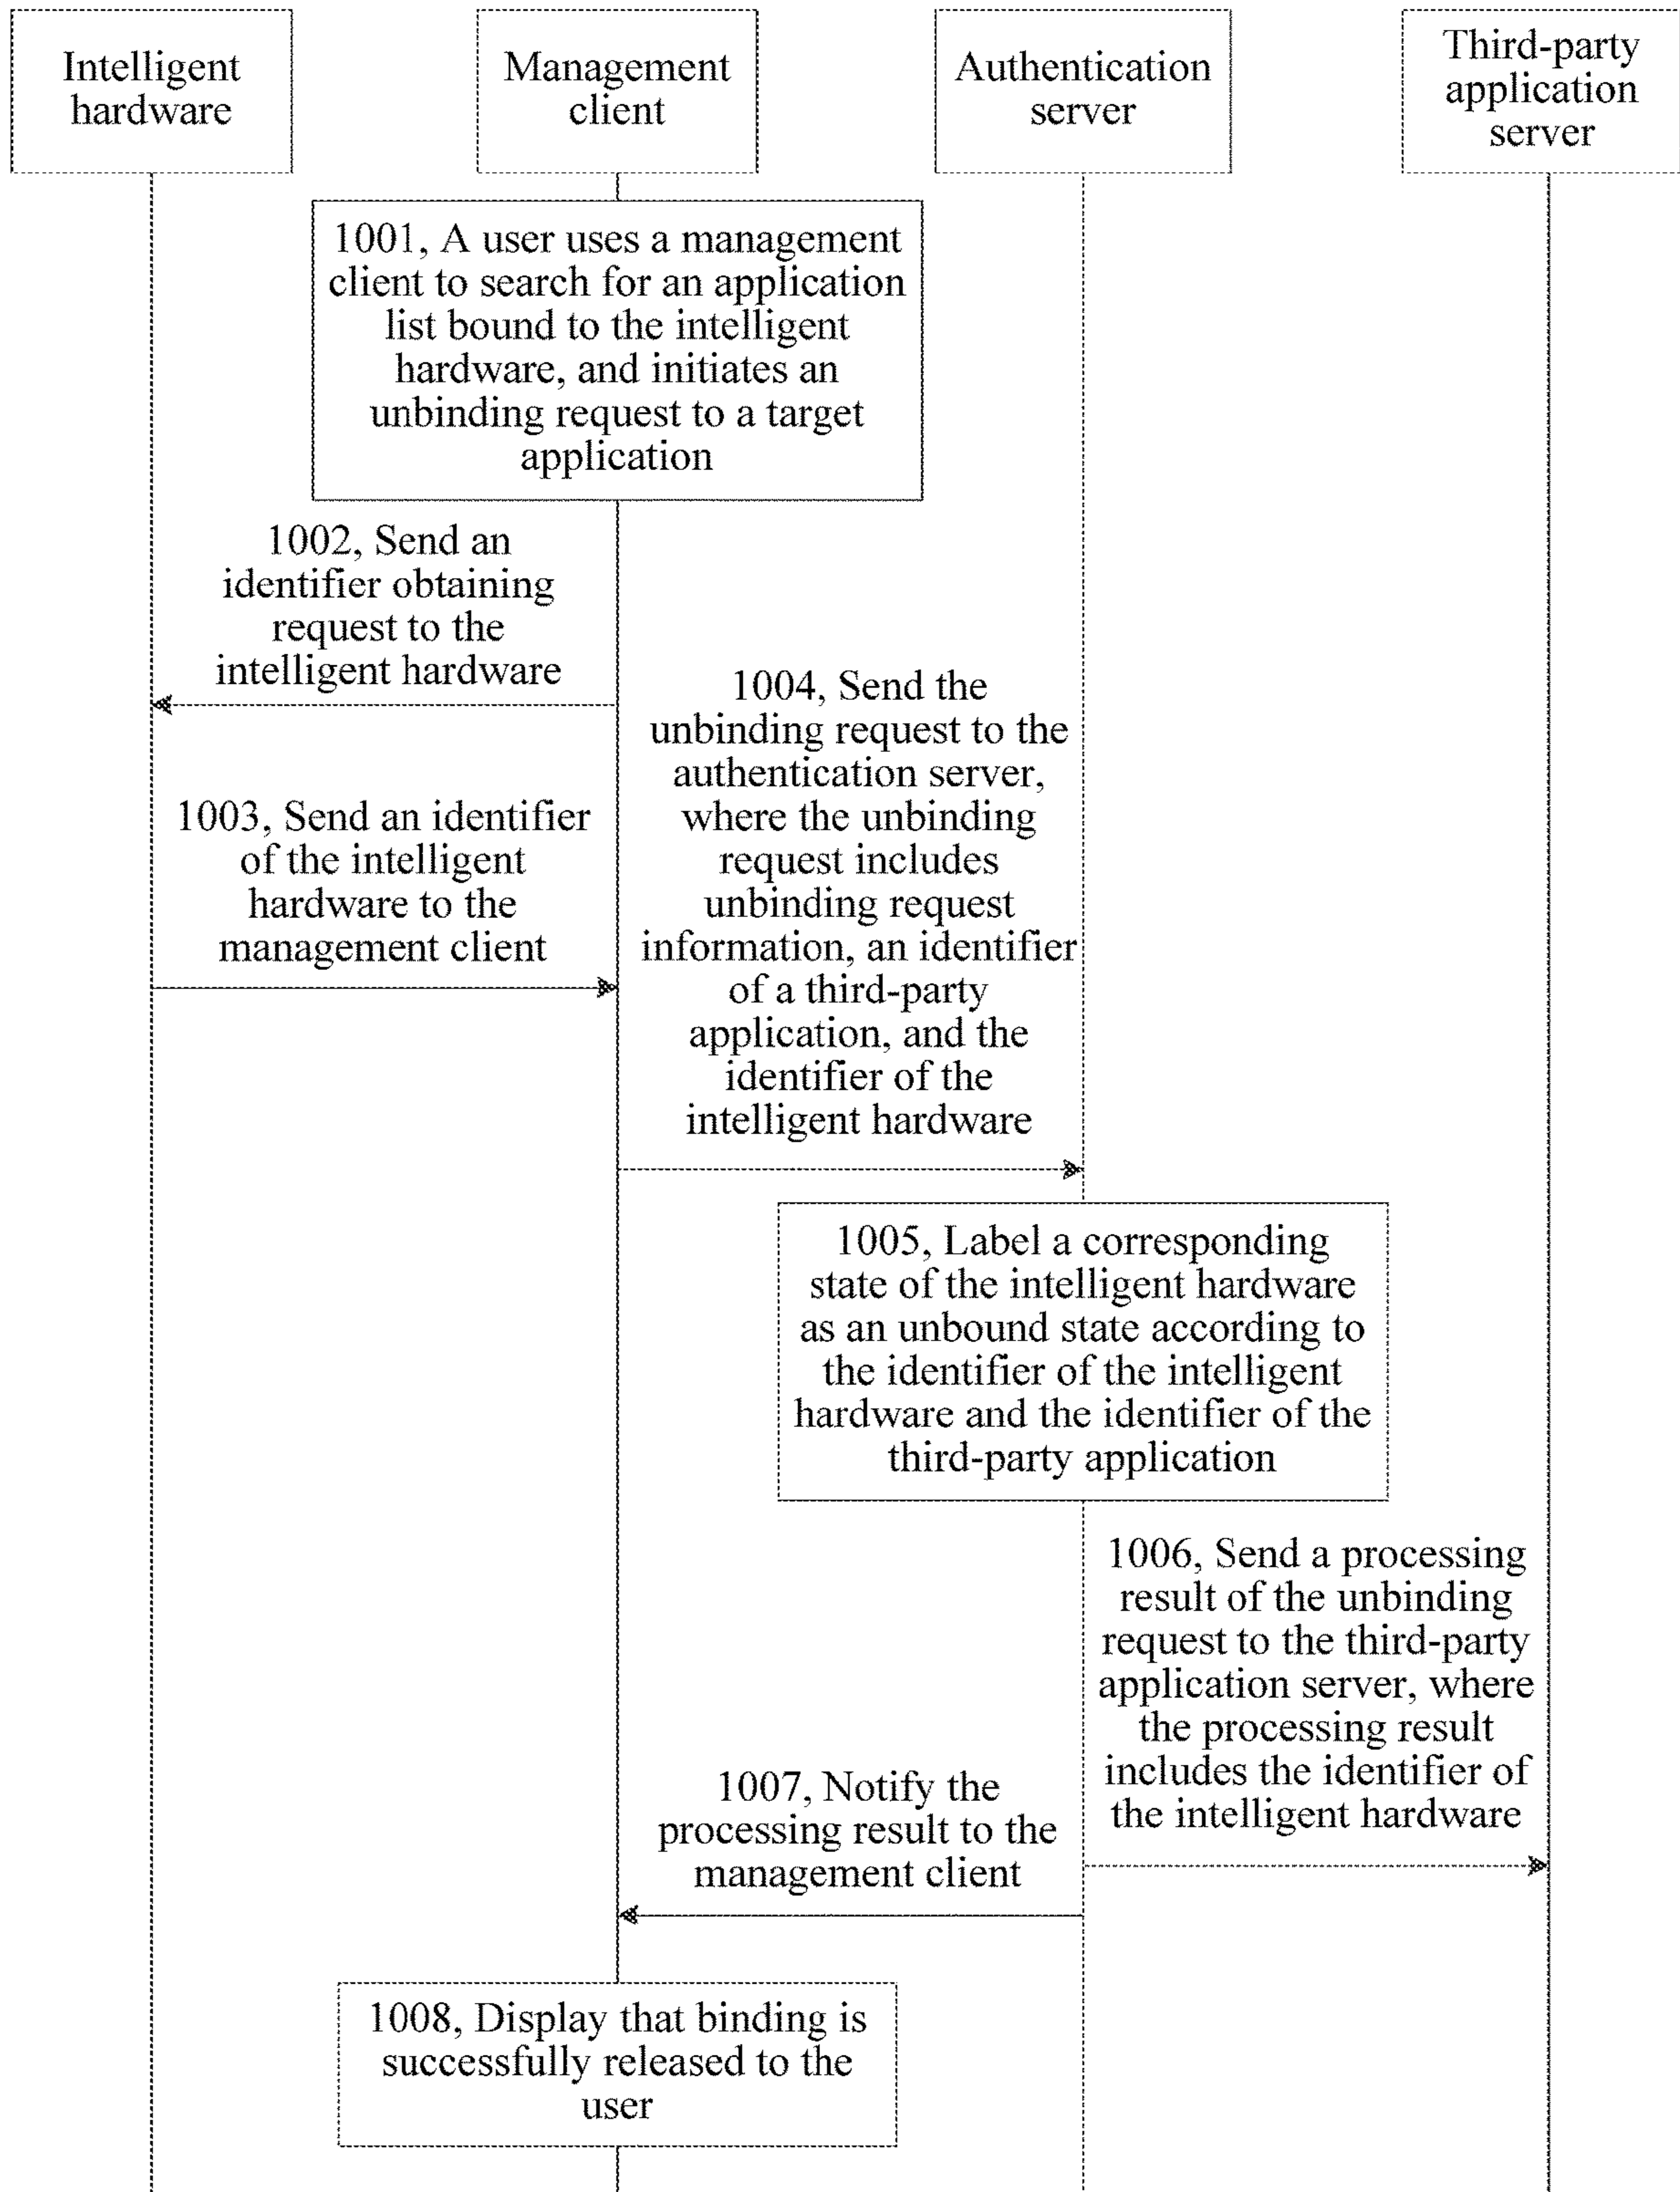 Intelligent
hardware
Management
client
Authentication
server
Third-party
application
server
1001, A user uses a management
client to search for an application
list bound to the intelligent
hardware, and initiates an
unbinding request to a target
application
1002, Send an
identifier obtaining
request to the
intelligent hardware
1003, Send an identifier
of the intelligent
hardware to the
management client
1004, Send the
unbinding request to the
authentication server,
where the unbinding
request includes
unbinding request
information, an identifier
of a third-party
application, and the
identifier of the
intelligent hardware
1005, Label a corresponding
state of the intelligent hardware
as an unbound state according to
the identifier of the intelligent
hardware and the identifier of the
third-party application
1006, Send a processing
result of the unbinding
request to the third-party
application server, where
the processing result
includes the identifier of
the intelligent hardware
1007, Notify the
processing result to the
management client
1008, Display that binding is
successfully released to the
user